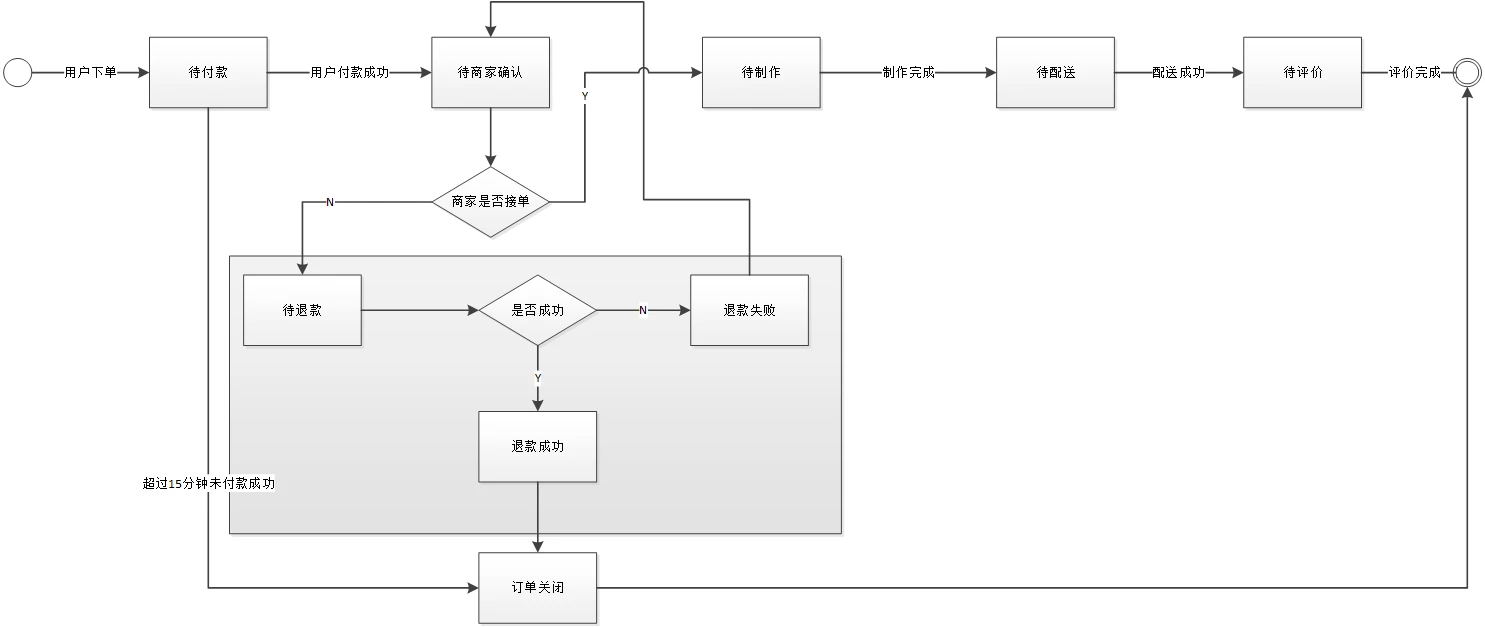 用户下单
待付款
用户付款成功
待商家确认
Y
待制作
制作完成
待配送
配送成功
待评价
评价完成
商家是否接单
N
待退款
是否成功
N
退款失败
Y
退款成功
超过15分钟未付款成功
订单关闭